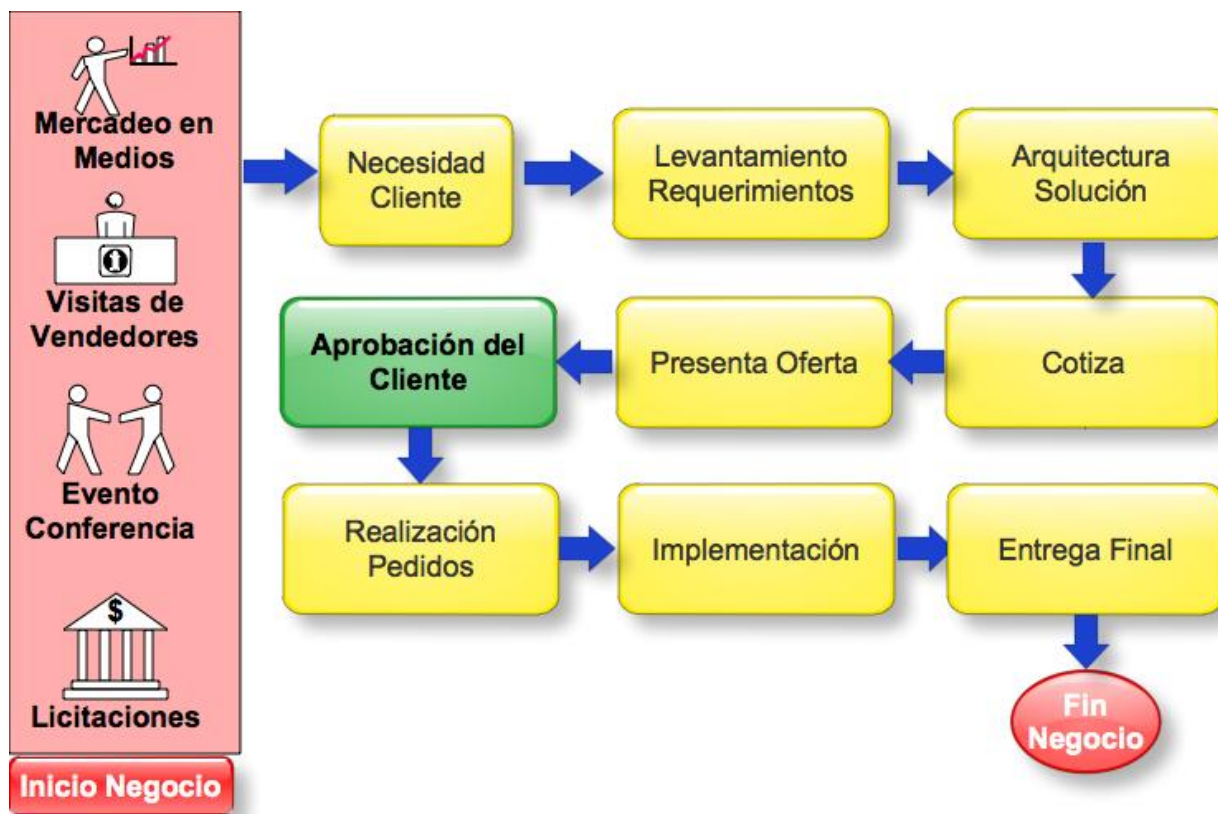 Mercadeo en
Medios
Visitas de
Vendedores
Evento
Conferencia
$
Licitaciones
Inicio Negocio
Necesidad
Cliente
Levantamiento
Requerimientos
Arquitectura
Solución
Cotiza
Presenta Oferta
Aprobación del
Cliente
Realización
Pedidos
Implementación
Entrega Final
Fin
Negocio